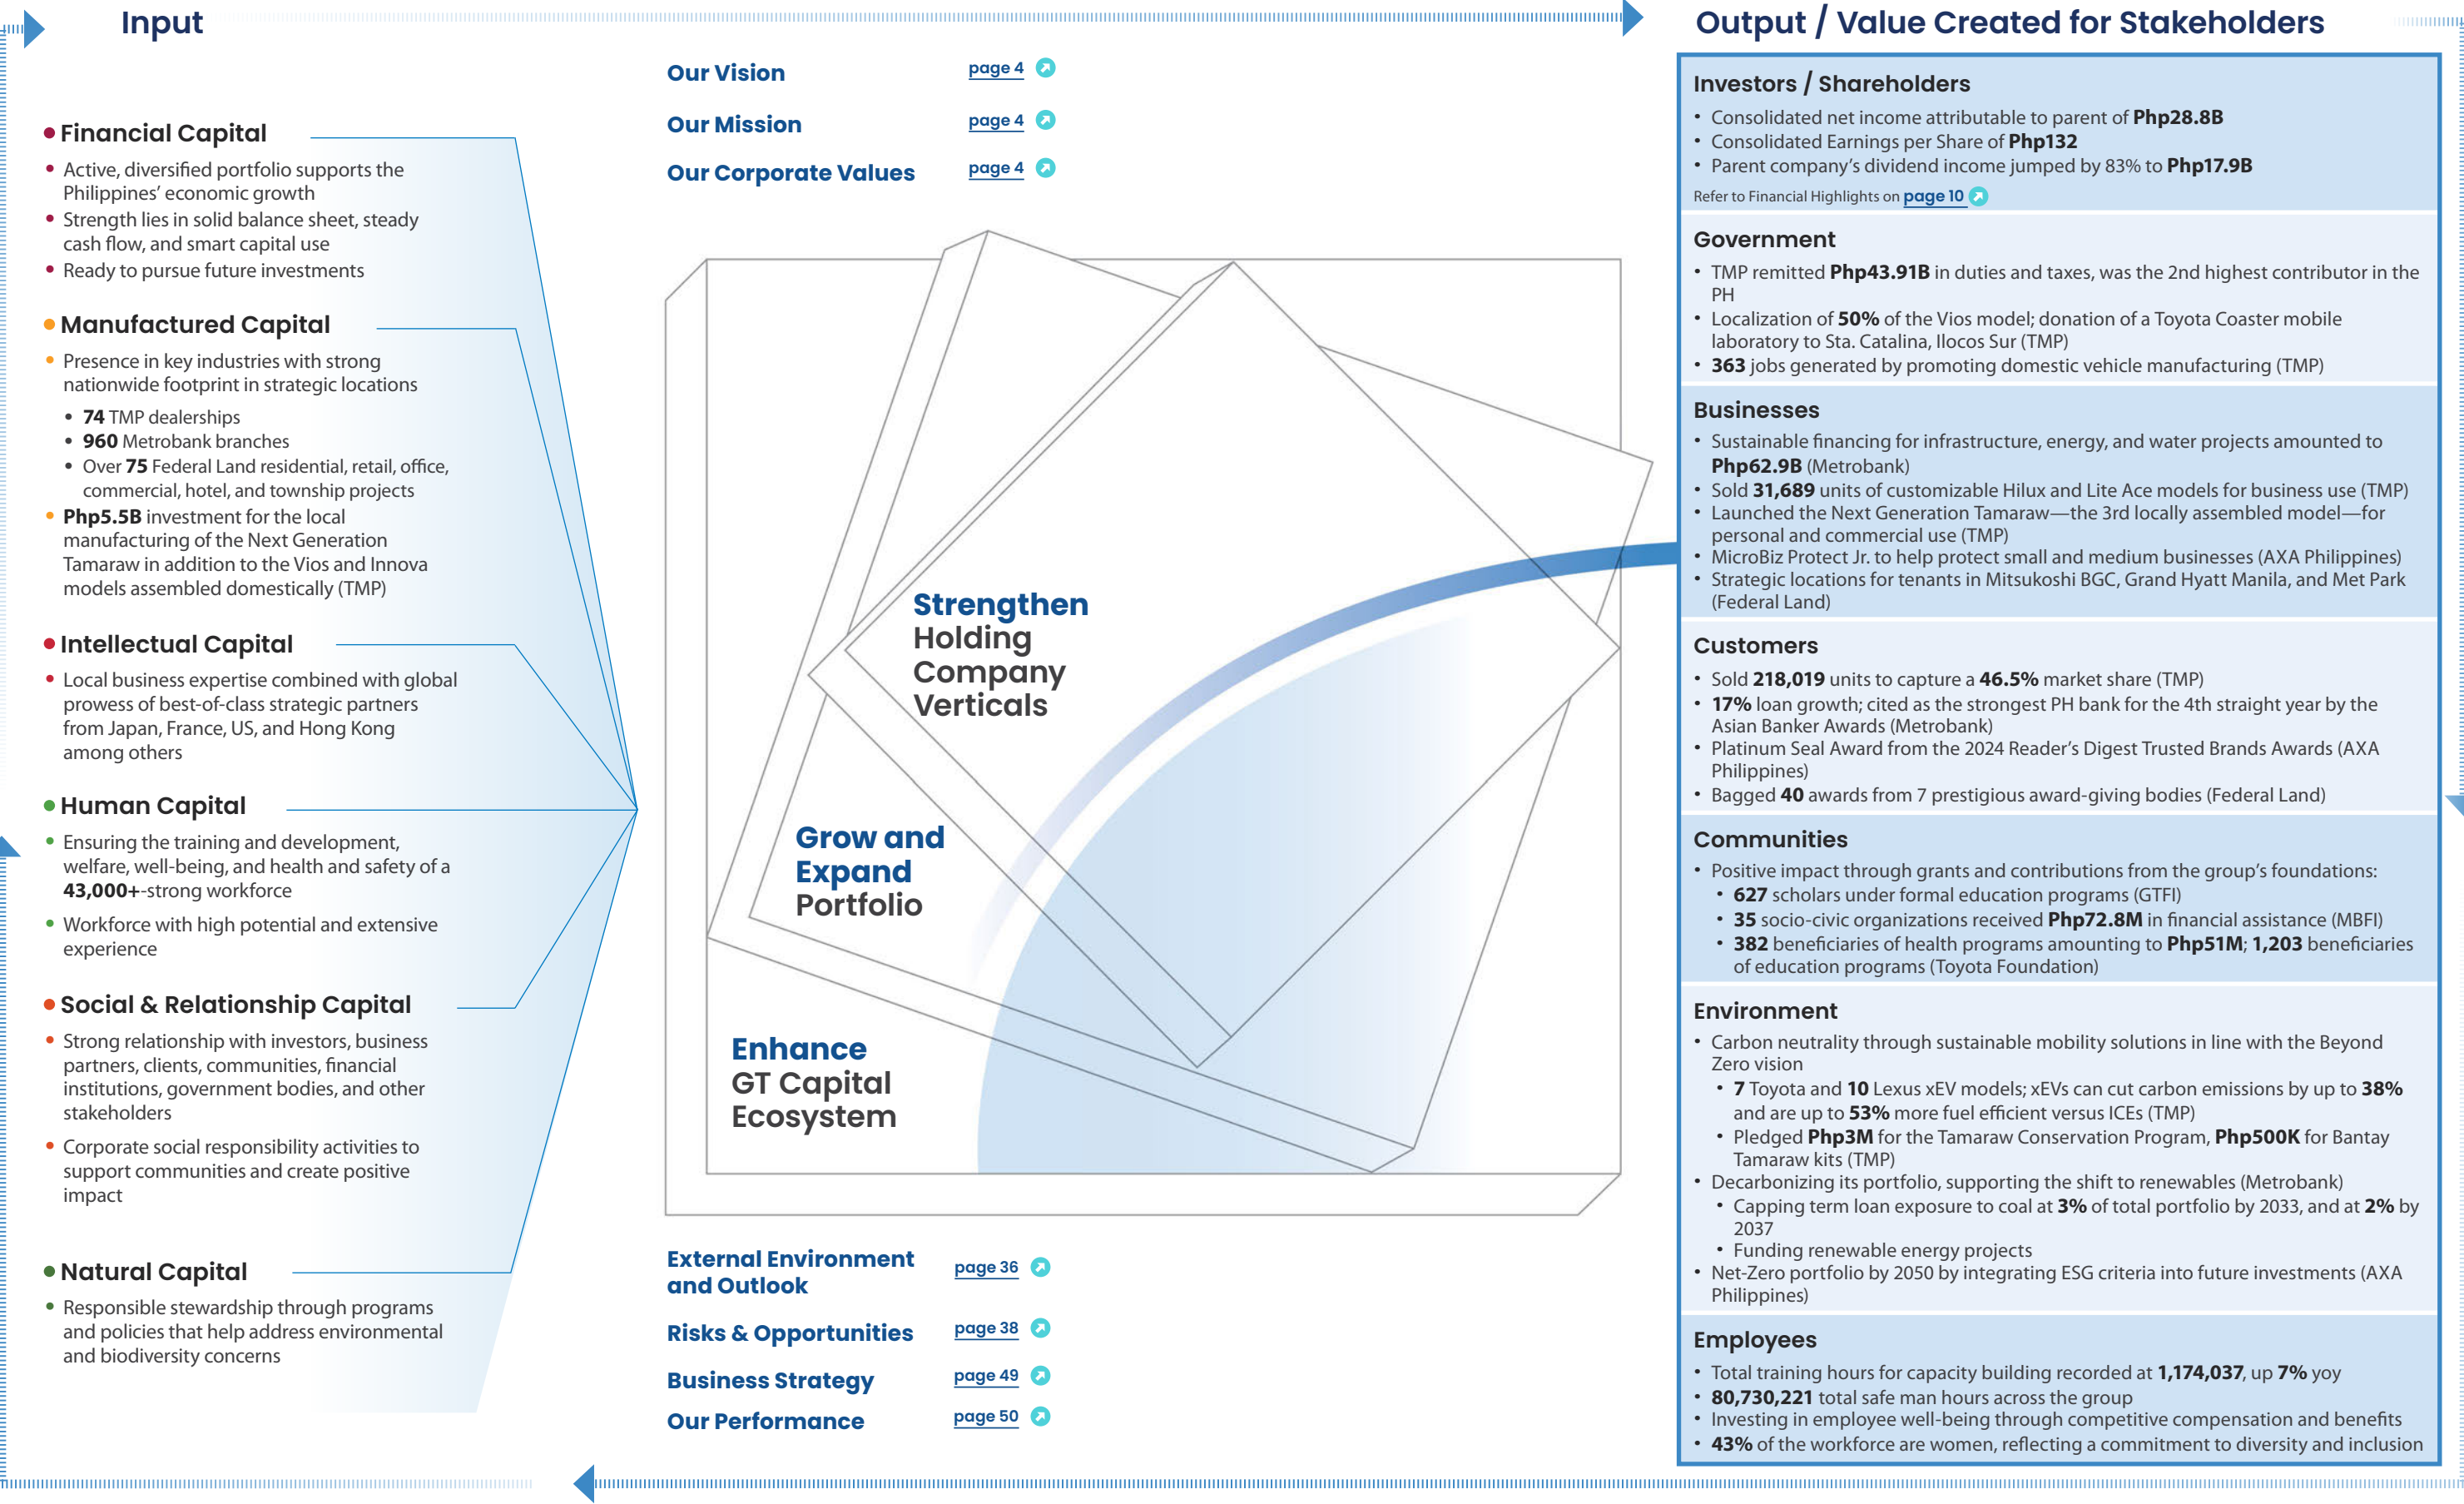 Input
Financial Capital
Active, diversified portfolio supports the
Philippines’ economic growth
Strength lies in solid balance sheet, steady
cash flow, and smart capital use
Ready to pursue future investments
Manufactured Capital
Presence in key industries with strong
nationwide footprint in strategic locations
74 TMP dealerships
960 Metrobank branches
Over 75 Federal Land residential, retail, office,
commercial, hotel, and township projects
Php5.5B investment for the local
manufacturing of the Next Generation
Tamaraw in addition to the Vios and Innova
models assembled domestically (TMP)
Intellectual Capital
Local business expertise combined with global
prowess of best-of-class strategic partners
from Japan, France, US, and Hong Kong
among others
Human Capital
Ensuring the training and development,
welfare, well-being, and health and safety of a
43,000+-strong workforce
Workforce with high potential and extensive
experience
Social & Relationship Capital
Strong relationship with investors, business
partners, clients, communities, financial
institutions, government bodies, and other
stakeholders
Corporate social responsibility activities to
support communities and create positive
impact
Natural Capital
Responsible stewardship through programs
and policies that help address environmental
and biodiversity concerns
Our Vision page 4
Our Mission page 4
Our Corporate Values page 4
Strengthen
Holding
Company
Verticals
Grow and
Expand
Portfolio
Enhance
GT Capital
Ecosystem
External Environment
and Outlook page 36
Risks & Opportunities page 38
Business Strategy page 49
Our Performance page 50
Output / Value Created for Stakeholders
Investors / Shareholders
• Consolidated net income attributable to parent of Php28.8B
• Consolidated Earnings per Share of Php132
• Parent company’s dividend income jumped by 83% to Php17.9B
Refer to Financial Highlights on page 10
Government
• TMP remitted Php43.91B in duties and taxes, was the 2nd highest contributor in the
PH
• Localization of 50% of the Vios model; donation of a Toyota Coaster mobile
laboratory to Sta. Catalina, Ilocos Sur (TMP)
• 363 jobs generated by promoting domestic vehicle manufacturing (TMP)
Businesses
• Sustainable financing for infrastructure, energy, and water projects amounted to
Php62.9B (Metrobank)
• Sold 31,689 units of customizable Hilux and Lite Ace models for business use (TMP)
• Launched the Next Generation Tamaraw—the 3rd locally assembled model—for
personal and commercial use (TMP)
• MicroBiz Protect Jr. to help protect small and medium businesses (AXA Philippines)
• Strategic locations for tenants in Mitsukoshi BGC, Grand Hyatt Manila, and Met Park
(Federal Land)
Customers
• Sold 218,019 units to capture a 46.5% market share (TMP)
• 17% loan growth; cited as the strongest PH bank for the 4th straight year by the
Asian Banker Awards (Metrobank)
• Platinum Seal Award from the 2024 Reader’s Digest Trusted Brands Awards (AXA
Philippines)
• Bagged 40 awards from 7 prestigious award-giving bodies (Federal Land)
Communities
• Positive impact through grants and contributions from the group’s foundations:
• 627 scholars under formal education programs (GTFI)
• 35 socio-civic organizations received Php72.8M in financial assistance (MBFI)
• 382 beneficiaries of health programs amounting to Php51M; 1,203 beneficiaries
of education programs (Toyota Foundation)
Environment
• Carbon neutrality through sustainable mobility solutions in line with the Beyond
Zero vision
• 7 Toyota and 10 Lexus xEV models; xEVs can cut carbon emissions by up to 38%
and are up to 53% more fuel efficient versus ICEs (TMP)
• Pledged Php3M for the Tamaraw Conservation Program, Php500K for Bantay
Tamaraw kits (TMP)
• Decarbonizing its portfolio, supporting the shift to renewables (Metrobank)
• Capping term loan exposure to coal at 3% of total portfolio by 2033, and at 2% by
2037
• Funding renewable energy projects
• Net-Zero portfolio by 2050 by integrating ESG criteria into future investments (AXA
Philippines)
Employees
• Total training hours for capacity building recorded at 1,174,037, up 7% yoy
• 80,730,221 total safe man hours across the group
• Investing in employee well-being through competitive compensation and benefits
• 43% of the workforce are women, reflecting a commitment to diversity and inclusion